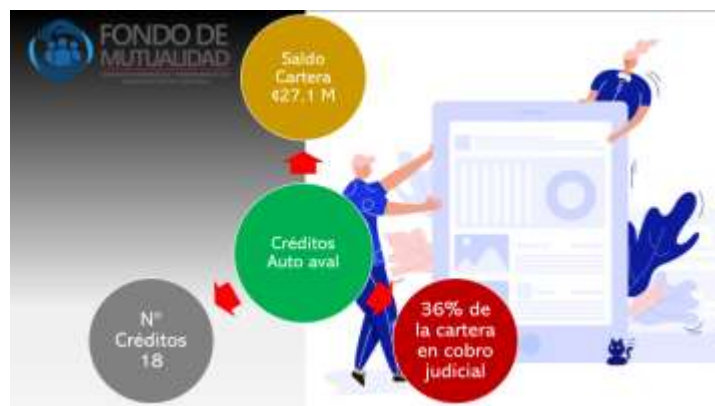 FONDO DE
MUTUALIDAD
Saldo
Cartera
¢27.1 M
Créditos
Auto aval
N°
Créditos
18
36% de
la cartera
en cobro
judicial